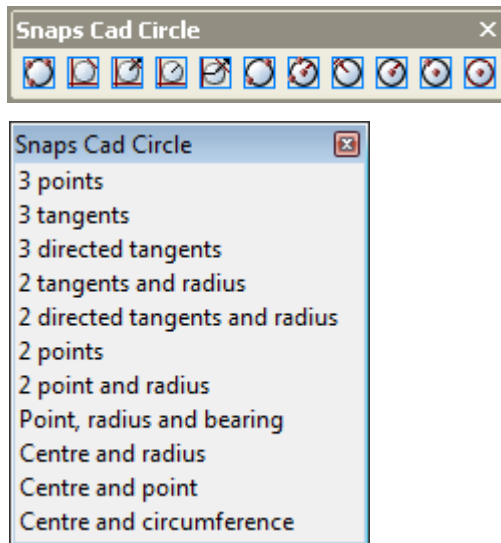 Snaps Cad Circle
Snaps Cad Circle
3 points
3 tangents
3 directed tangents
2 tangents and radius
2 directed tangents and radius
2 points
2 point and radius
Point, radius and bearing
Centre and radius
Centre and point
Centre and circumference